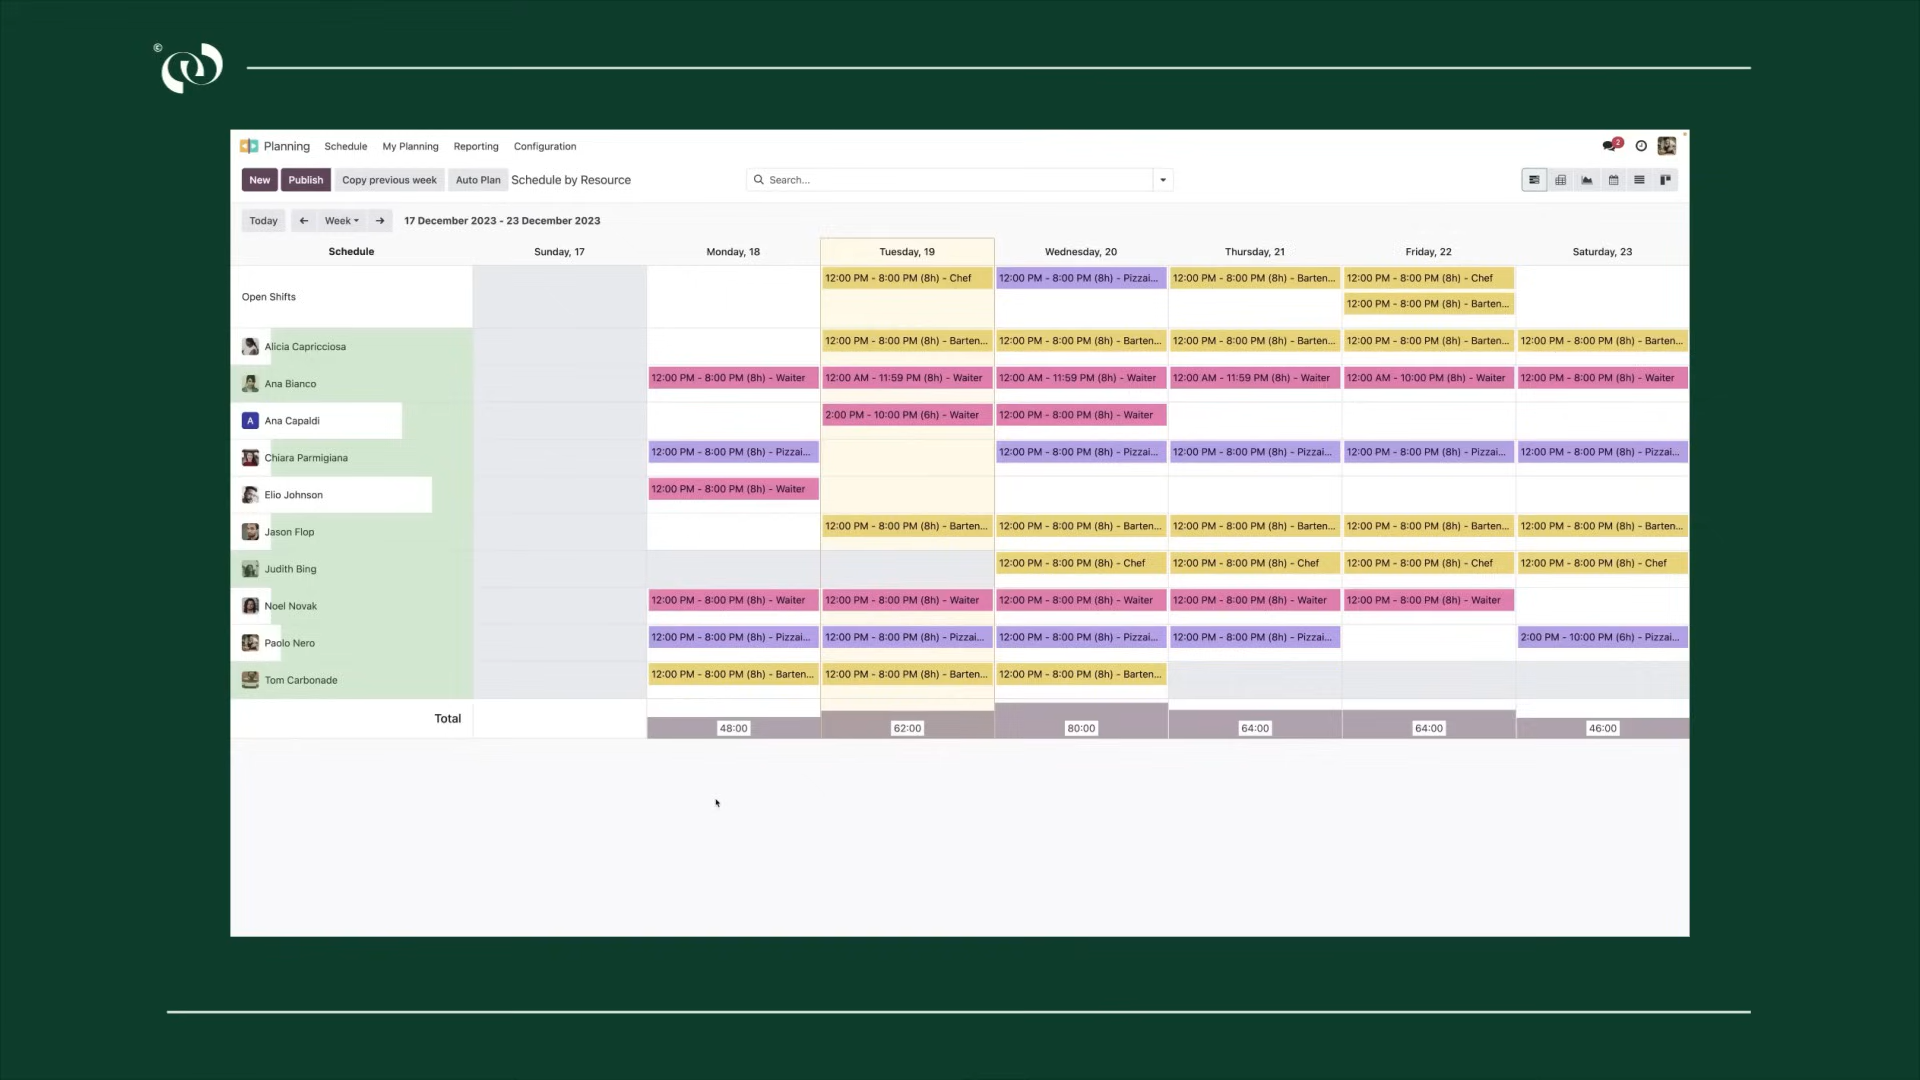 ©
Planning Schedule My Planning Reporting Configuration 2
New Publish Copy previous week Auto Plan Schedule by Resource Search...
Today ← Week → 17 December 2023 - 23 December 2023
Schedule Sunday, 17 Monday, 18 Tuesday, 19 Wednesday, 20 Thursday, 21 Friday, 22 Saturday, 23
12:00 PM - 8:00 PM (8h) - Chef 12:00 PM - 8:00 PM (8h) - Pizzai... 12:00 PM - 8:00 PM (8h) - Barten... 12:00 PM - 8:00 PM (8h) - Chef
Open Shifts
12:00 PM - 8:00 PM (8h) - Barten...
Alicia Capricciosa 12:00 PM - 8:00 PM (8h) - Barten... 12:00 PM - 8:00 PM (8h) - Barten... 12:00 PM - 8:00 PM (8h) - Barten... 12:00 PM - 8:00 PM (8h) - Barten... 12:00 PM - 8:00 PM (8h) - Barten...
Ana Bianco 12:00 PM - 8:00 PM (8h) - Waiter 12:00 AM - 11:59 PM (8h) - Waiter 12:00 AM - 11:59 PM (8h) - Waiter 12:00 AM - 11:59 PM (8h) - Waiter 12:00 AM - 10:00 PM (8h) - Waiter 12:00 PM - 8:00 PM (8h) - Waiter
A Ana Capaldi 2:00 PM - 10:00 PM (6h) - Waiter 12:00 PM - 8:00 PM (8h) - Waiter
Chiara Parmigiana 12:00 PM - 8:00 PM (8h) - Pizzai... 12:00 PM - 8:00 PM (8h) - Pizzai... 12:00 PM - 8:00 PM (8h) - Pizzai... 12:00 PM - 8:00 PM (8h) - Pizzai... 12:00 PM - 8:00 PM (8h) - Pizzai...
Elio Johnson 12:00 PM - 8:00 PM (8h) - Waiter
Jason Flop 12:00 PM - 8:00 PM (8h) - Barten... 12:00 PM - 8:00 PM (8h) - Barten... 12:00 PM - 8:00 PM (8h) - Barten... 12:00 PM - 8:00 PM (8h) - Barten... 12:00 PM - 8:00 PM (8h) - Barten...
Judith Bing 12:00 PM - 8:00 PM (8h) - Chef 12:00 PM - 8:00 PM (8h) - Chef 12:00 PM - 8:00 PM (8h) - Chef 12:00 PM - 8:00 PM (8h) - Chef
Noel Novak 12:00 PM - 8:00 PM (8h) - Waiter 12:00 PM - 8:00 PM (8h) - Waiter 12:00 PM - 8:00 PM (8h) - Waiter 12:00 PM - 8:00 PM (8h) - Waiter 12:00 PM - 8:00 PM (8h) - Waiter
Paolo Nero 12:00 PM - 8:00 PM (8h) - Pizzai... 12:00 PM - 8:00 PM (8h) - Pizzai... 12:00 PM - 8:00 PM (8h) - Pizzai... 12:00 PM - 8:00 PM (8h) - Pizzai... 2:00 PM - 10:00 PM (6h) - Pizzai...
Tom Carbonade 12:00 PM - 8:00 PM (8h) - Barten... 12:00 PM - 8:00 PM (8h) - Barten... 12:00 PM - 8:00 PM (8h) - Barten...
Total 48:00 62:00 80:00 64:00 64:00 46:00